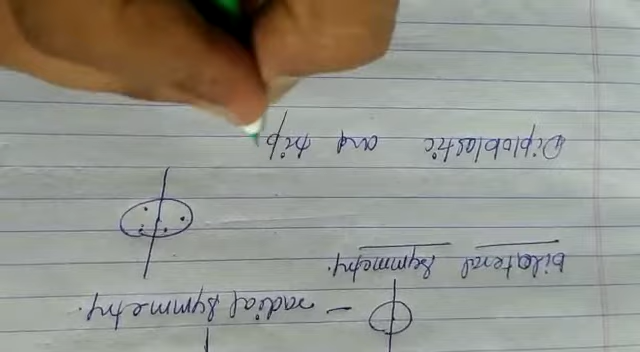 – radial symmetry.
bilateral symmetry.
Diploblastic and trip